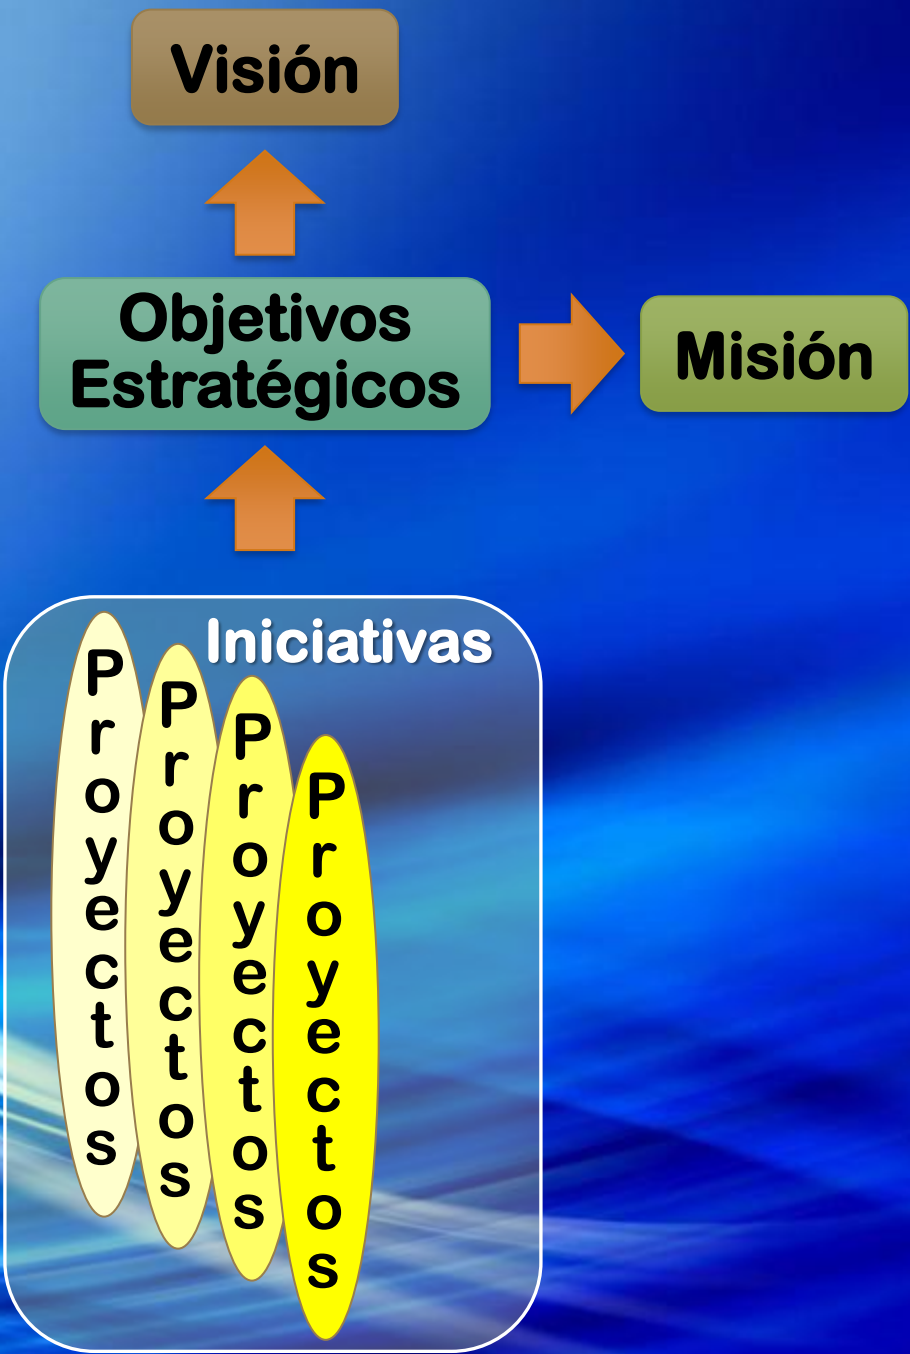 Visión
Objetivos
Estratégicos
Misión
Iniciativas
Proyectos
Proyectos
Proyectos
Proyectos